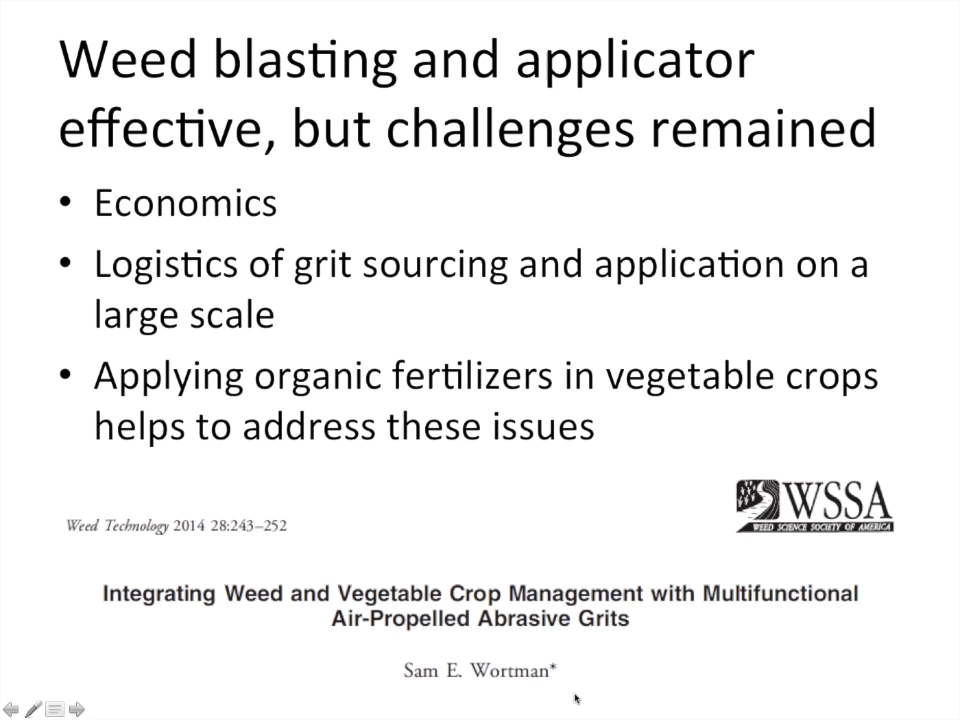 Weed blasting and applicator
effective, but challenges remained
• Economics
• Logistics of grit sourcing and application on a
large scale
• Applying organic fertilizers in vegetable crops
helps to address these issues
WSSA
WEED SCIENCE SOCIETY OF AMERICA
Weed Technology 2014 28:243–252
Integrating Weed and Vegetable Crop Management with Multifunctional
Air-Propelled Abrasive Grits
Sam E. Wortman*